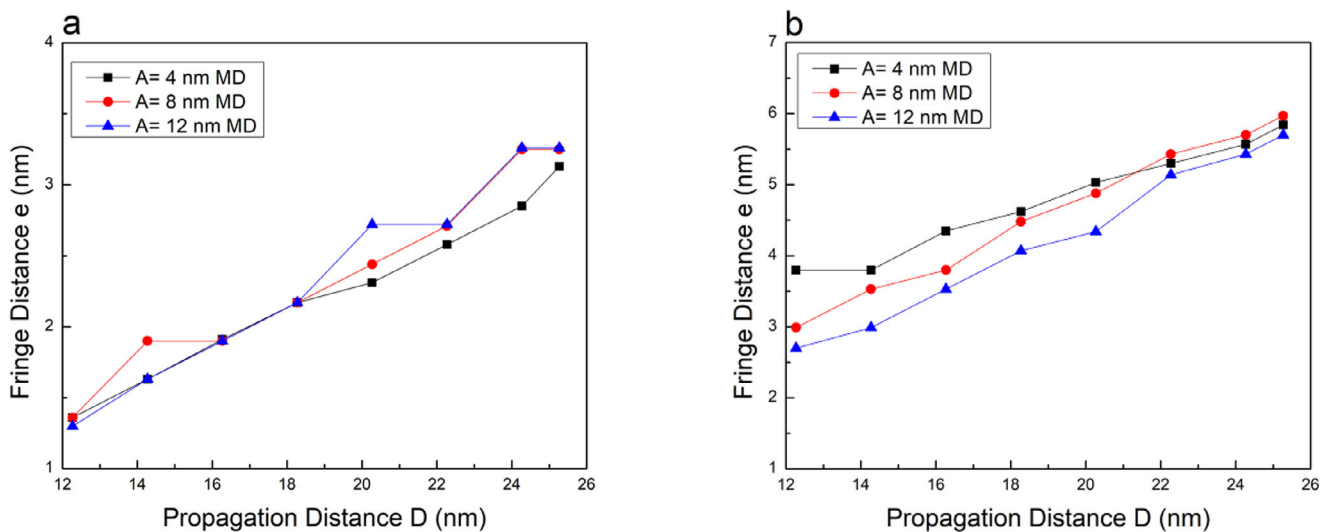 a
4
3
2
1
Fringe Distance e (nm)
A= 4 nm MD
A= 8 nm MD
A= 12 nm MD
12 14 16 18 20 22 24 26
Propagation Distance D (nm)
b
7
6
5
4
3
2
1
Fringe Distance e (nm)
A= 4 nm MD
A= 8 nm MD
A= 12 nm MD
12 14 16 18 20 22 24 26
Propagation Distance D (nm)